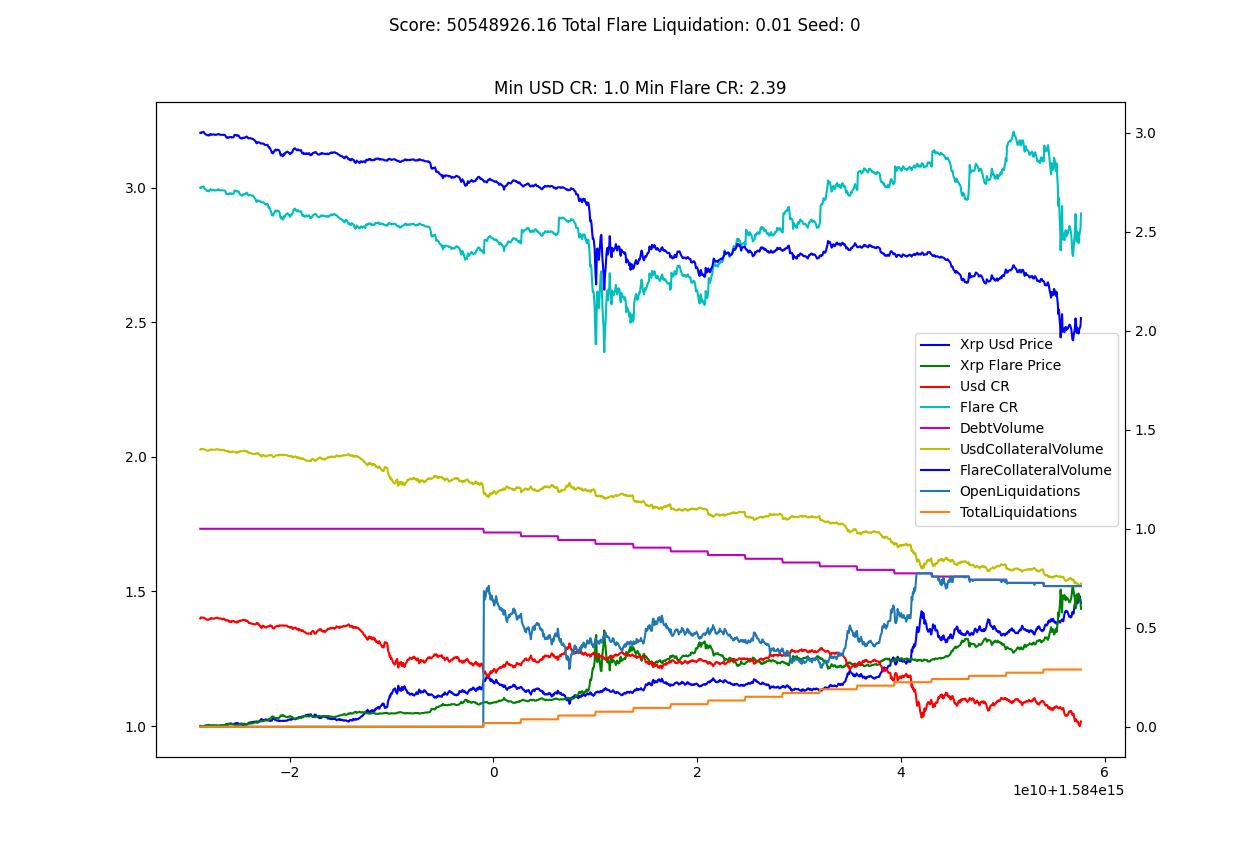 Score: 50548926.16 Total Flare Liquidation: 0.01 Seed: 0
Min USD CR: 1.0 Min Flare CR: 2.39
3.0
2.5
2.0
1.5
1.0
3.0
2.5
2.0
1.5
1.0
0.5
0.0
Xrp Usd Price
Xrp Flare Price
Usd CR
Flare CR
DebtVolume
UsdCollateralVolume
FlareCollateralVolume
OpenLiquidations
TotalLiquidations
−2
0
2
4
6
1e10+1.584e15